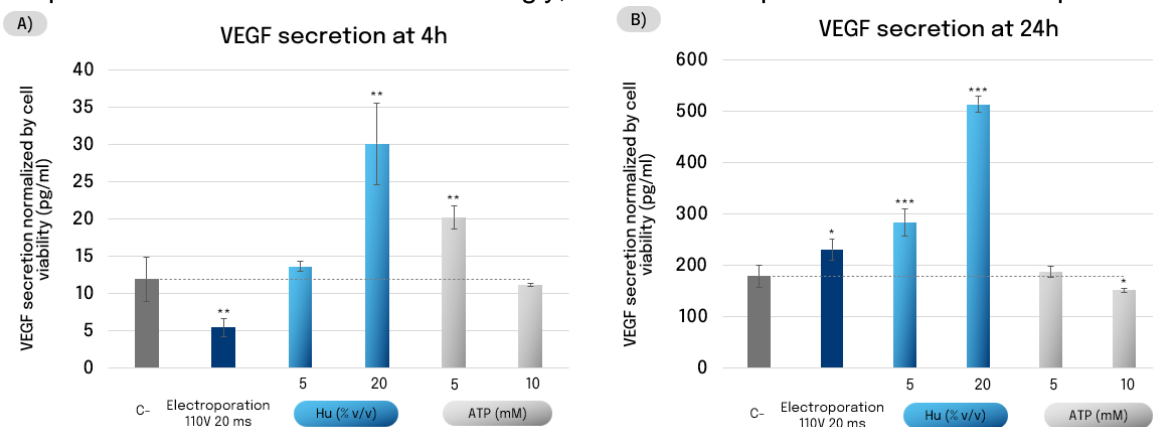 A)
VEGF secretion at 4h
VEGF secretion normalized by cell
viability (pg/ml)
40
35
30
25
20
15
10
5
0
**
**
**
5
20
5
10
C-
Electroporation
110V 20 ms
Hu (% v/v)
ATP (mM)
B)
VEGF secretion at 24h
VEGF secretion normalized by cell
viability (pg/ml)
600
500
400
300
200
100
0
*
***
***
*
5
20
5
10
C-
Electroporation
110V 20 ms
Hu (% v/v)
ATP (mM)